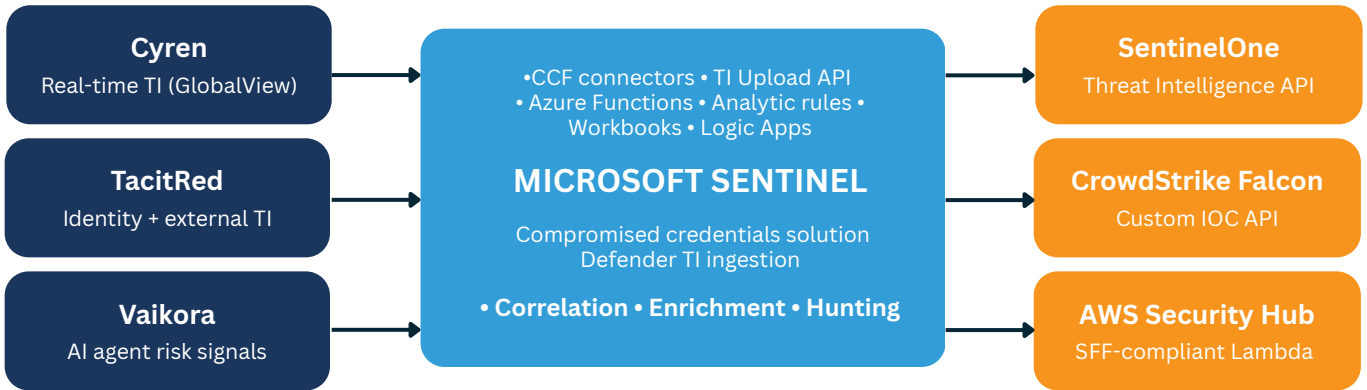 Cyren
Real-time TI (GlobalView)
TacitRed
Identity + external TI
Vaikora
AI agent risk signals
•CCF connectors • TI Upload API
• Azure Functions • Analytic rules •
Workbooks • Logic Apps
MICROSOFT SENTINEL
Compromised credentials solution
Defender TI ingestion
• Correlation • Enrichment • Hunting
SentinelOne
Threat Intelligence API
CrowdStrike Falcon
Custom IOC API
AWS Security Hub
SFF-compliant Lambda